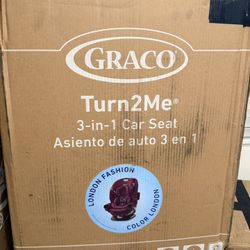 GRACO®
Turn2Me®
3-in-1 Car Seat
Asiento de auto 3 en 1
LONDON FASHION
COLOR LONDON